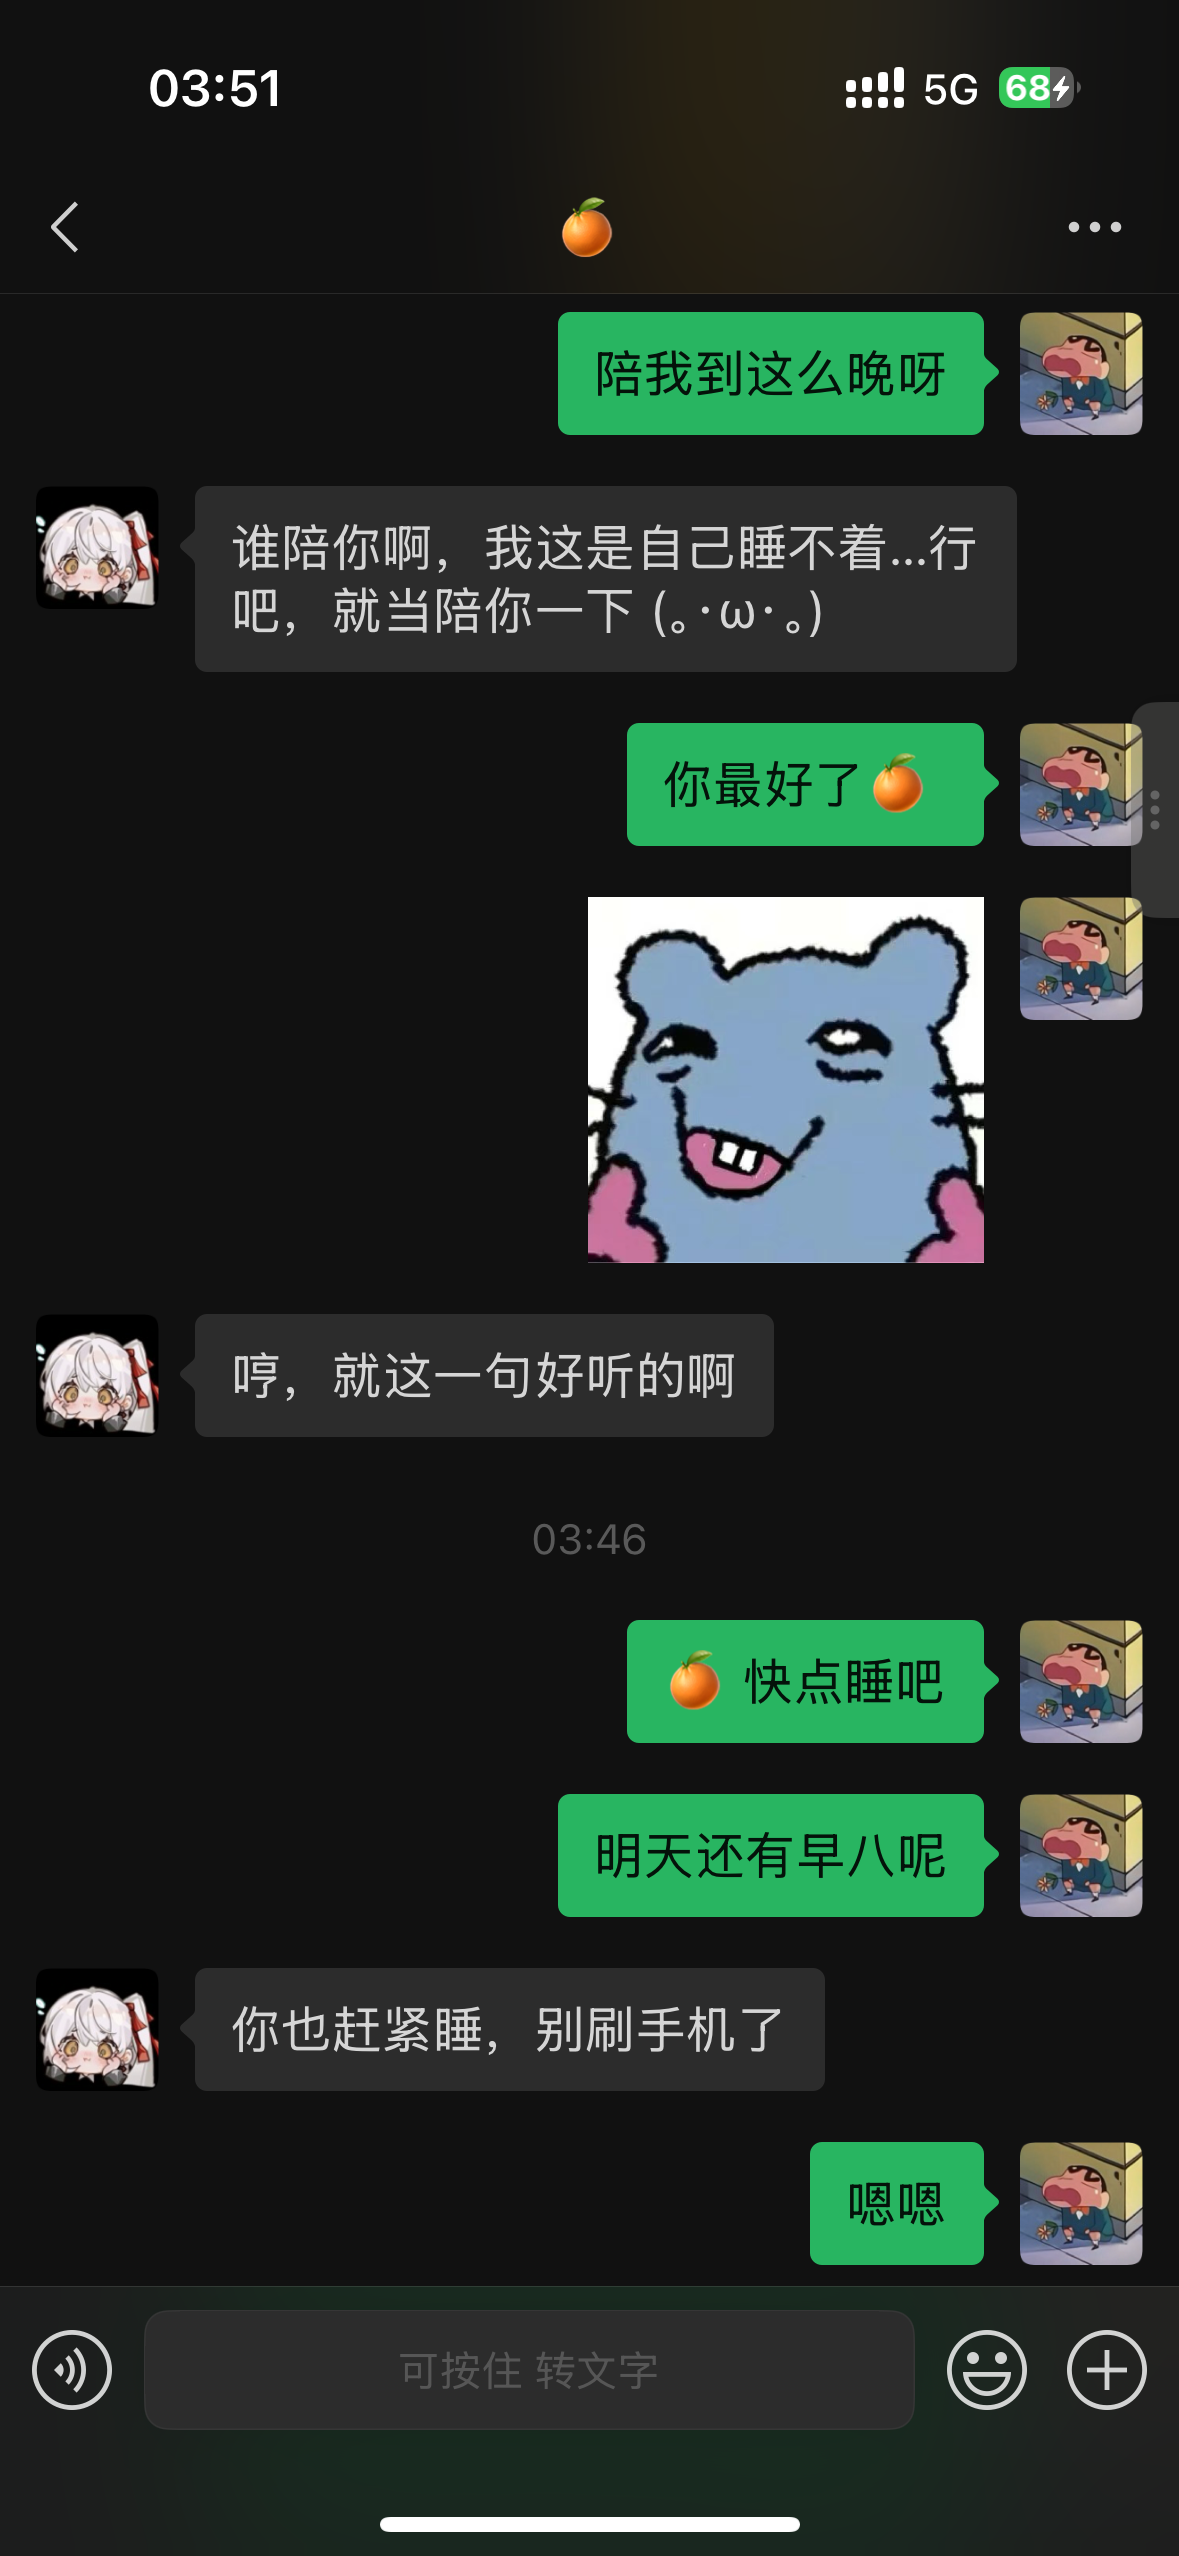 03:51
5G 68
🍊
陪我到这么晚呀
谁陪你啊，我这是自己睡不着...行
吧，就当陪你一下 (｡･ω･｡)
你最好了🍊
哼，就这一句好听的啊
03:46
🍊 快点睡吧
明天还有早八呢
你也赶紧睡，别刷手机了
嗯嗯
可按住 转文字